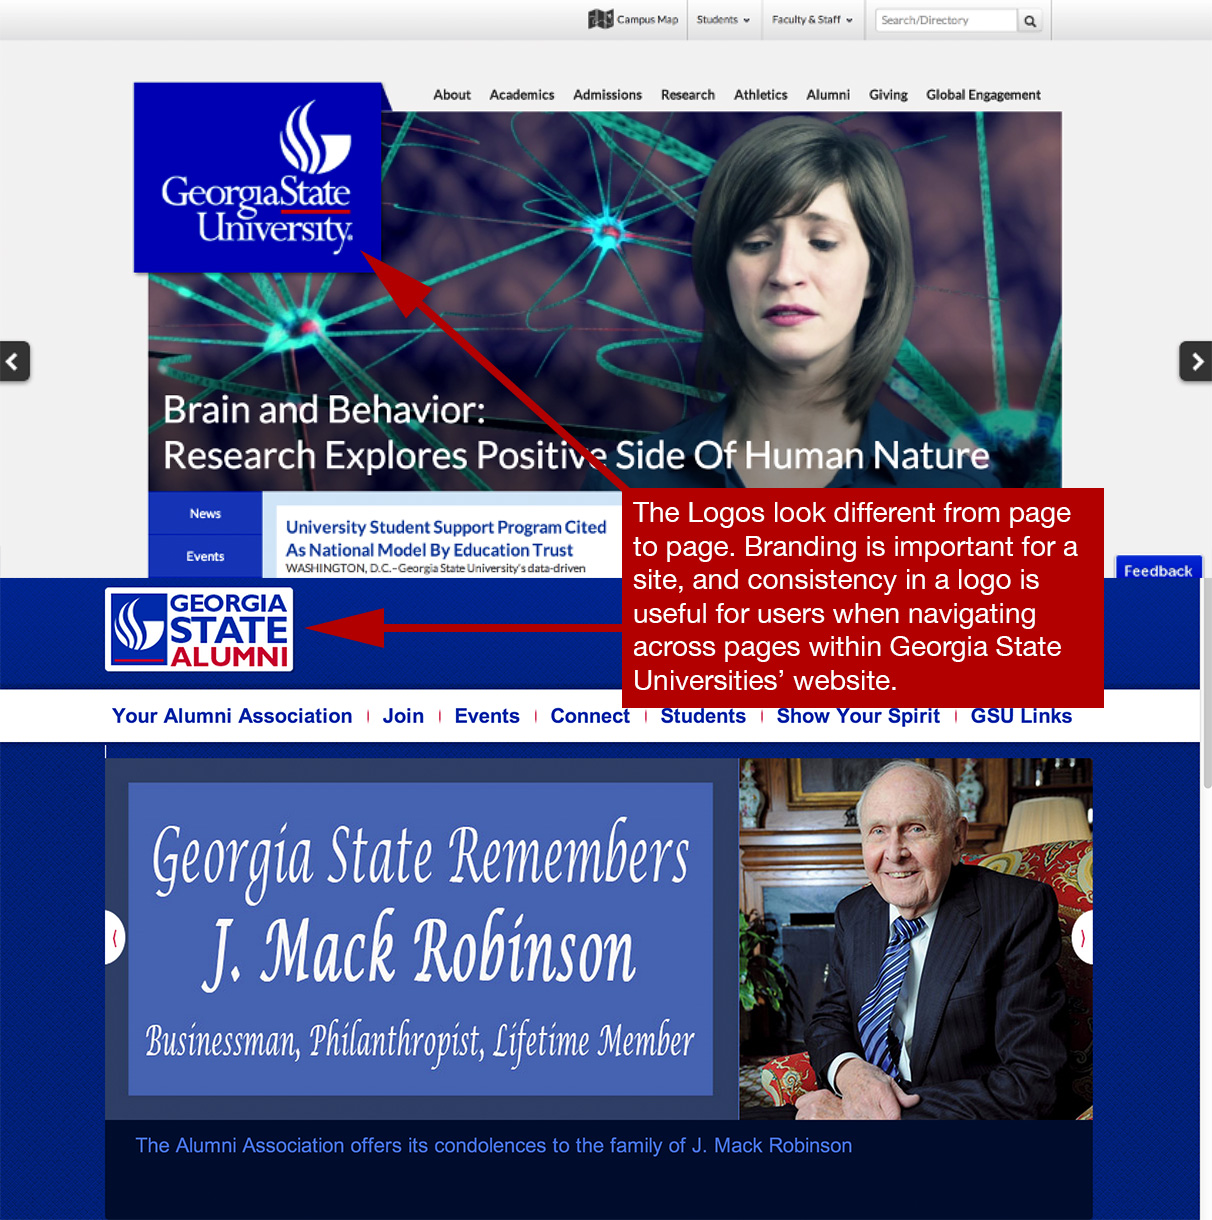 Campus Map
Students
Faculty & Staff
Search/Directory
About Academics Admissions Research Athletics Alumni Giving Global Engagement
GeorgiaState
University
Brain and Behavior:
Research Explores Positive Side Of Human Nature
News
Events
University Student Support Program Cited
As National Model By Education Trust
WASHINGTON, D.C.–Georgia State University's data-driven
The Logos look different from page
to page. Branding is important for a
site, and consistency in a logo is
useful for users when navigating
across pages within Georgia State
Universities’ website.
Feedback
GEORGIA
STATE
ALUMNI
Your Alumni Association | Join | Events | Connect | Students | Show Your Spirit | GSU Links
Georgia State Remembers
J. Mack Robinson
Businessman, Philanthropist, Lifetime Member
The Alumni Association offers its condolences to the family of J. Mack Robinson